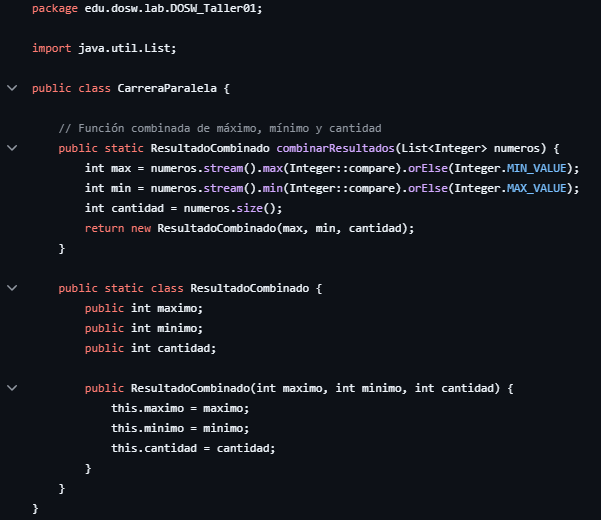 package edu.dosw.lab.DOSW_Taller01;
import java.util.List;
public class CarreraParalela {
// Función combinada de máximo, mínimo y cantidad
public static ResultadoCombinado combinarResultados(List<Integer> numeros) {
int max = numeros.stream().max(Integer::compare).orElse(Integer.MIN_VALUE);
int min = numeros.stream().min(Integer::compare).orElse(Integer.MAX_VALUE);
int cantidad = numeros.size();
return new ResultadoCombinado(max, min, cantidad);
}
public static class ResultadoCombinado {
public int maximo;
public int minimo;
public int cantidad;
public ResultadoCombinado(int maximo, int minimo, int cantidad) {
this.maximo = maximo;
this.minimo = minimo;
this.cantidad = cantidad;
}
}
}